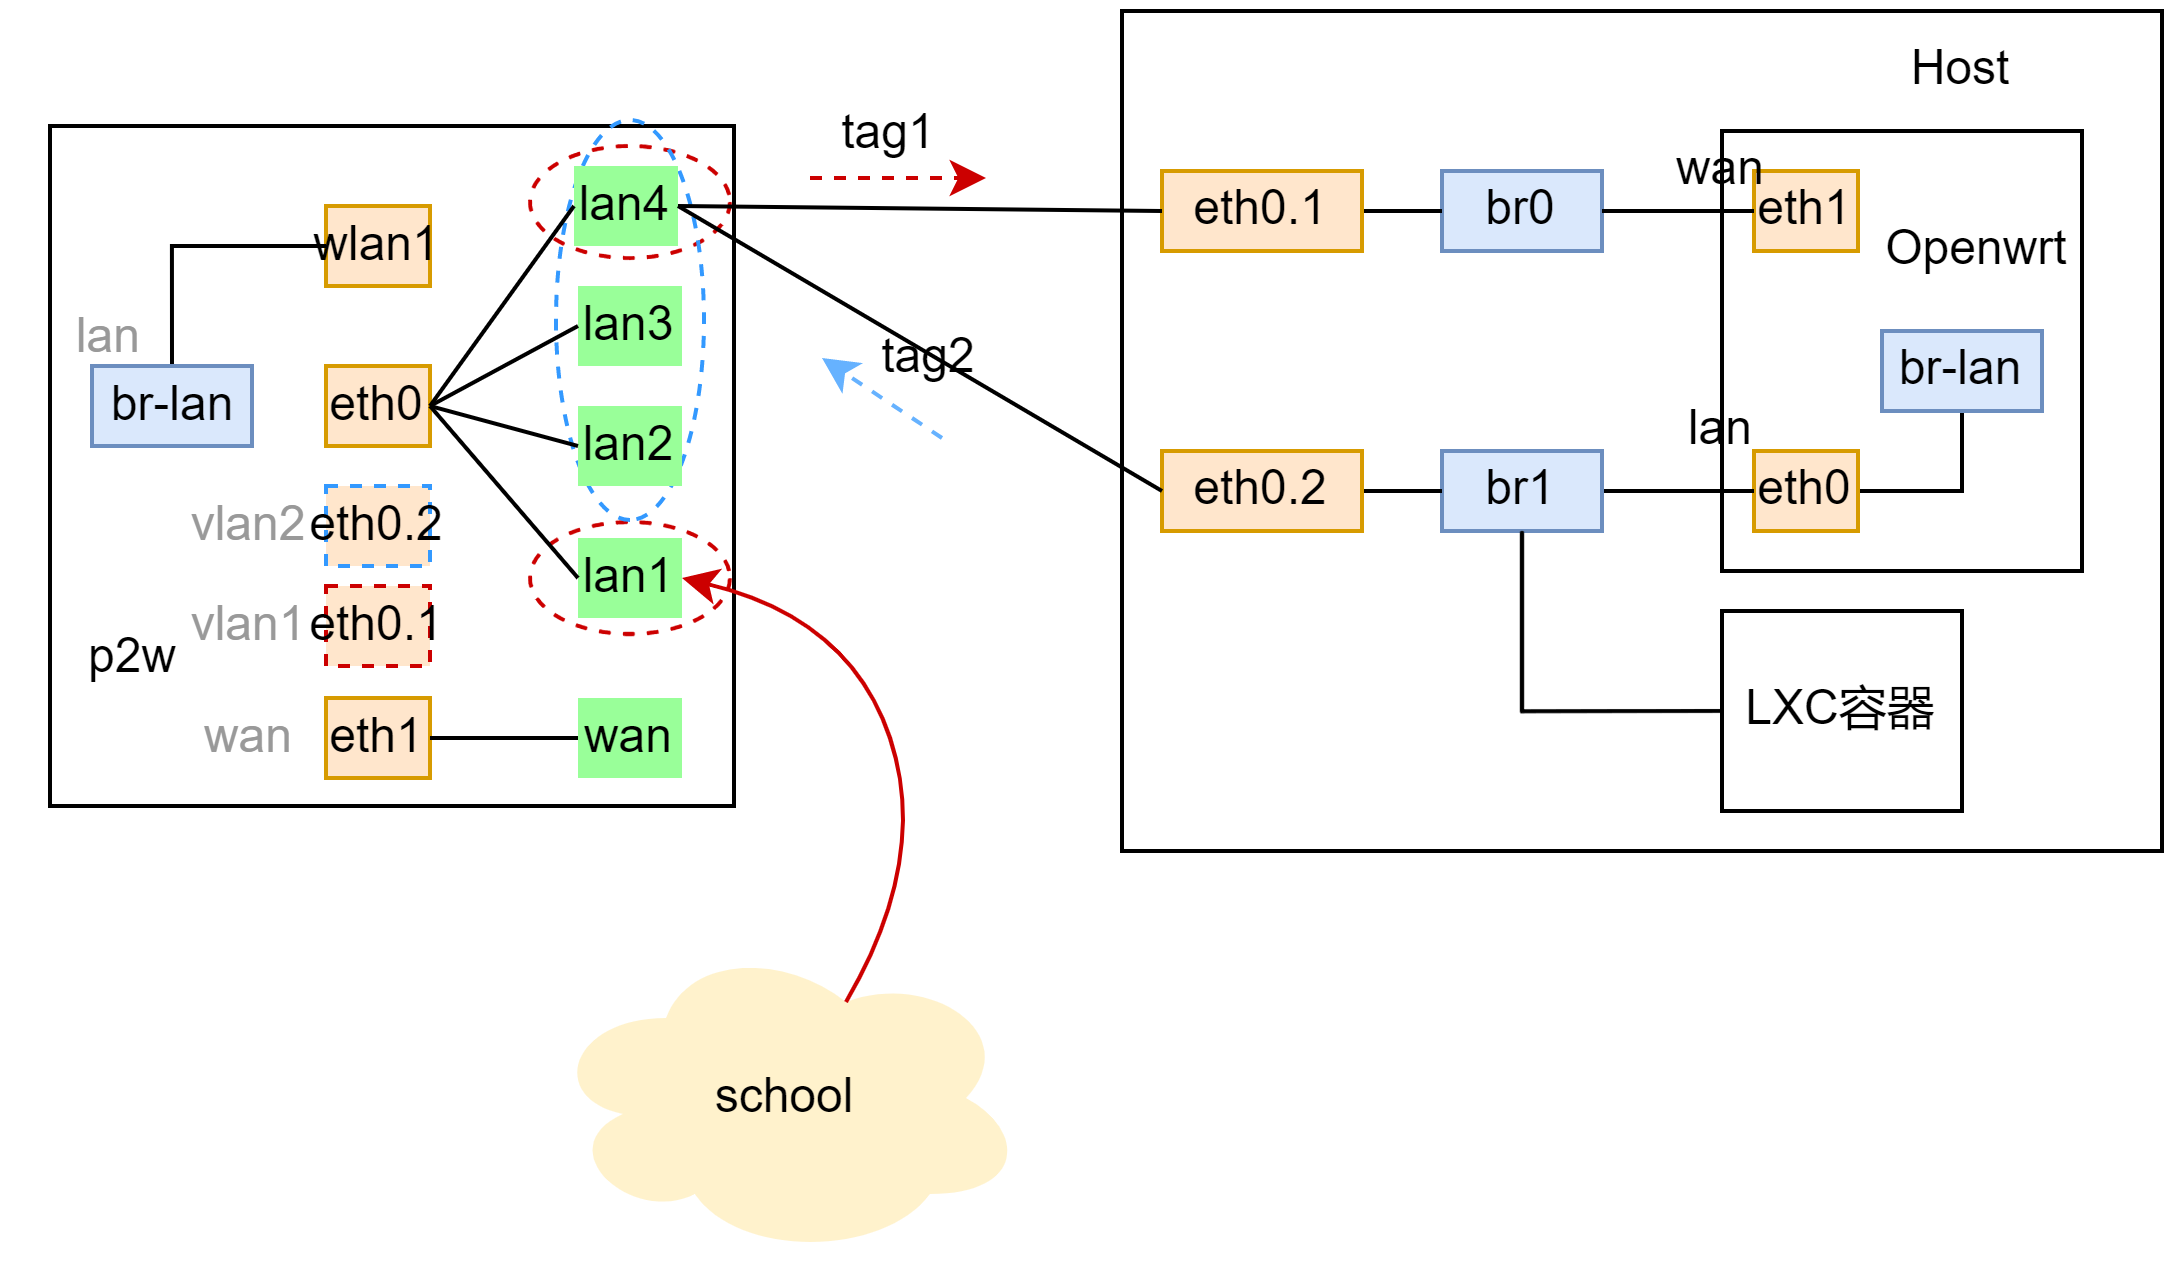 lan4
lan3
lan2
lan1
wan
wlan1
lan
br-lan
eth0
vlan2
eth0.2
vlan1
eth0.1
p2w
wan
eth1
tag1
tag2
Host
eth0.1
br0
wan
eth1
Openwrt
br-lan
lan
eth0.2
br1
eth0
LXC容器
school